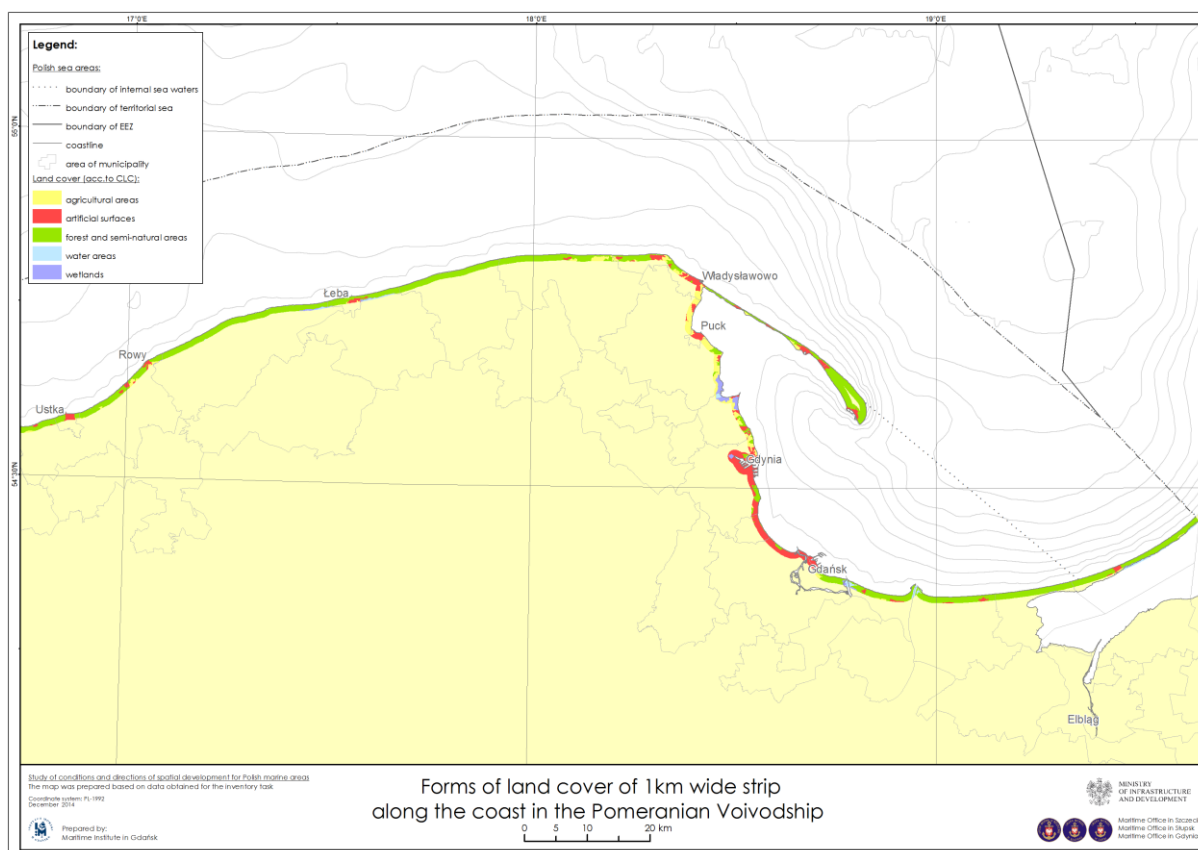 17°0'E
18°0'E
19°0'E
Legend:
Polish sea areas:
boundary of internal sea waters
boundary of territorial sea
boundary of EEZ
coastline
area of municipality
Land cover (acc.to CLC):
agricultural areas
artificial surfaces
forest and semi-natural areas
water areas
wetlands
55°0'N
54°30'N
Władysławowo
Łeba
Puck
Rowy
Ustka
Gdynia
Gdańsk
Elbląg
Study of conditions and directions of spatial development for Polish marine areas
The map was prepared based on data obtained for the inventory task
Coordinate system: PL-1992
December 2014
Prepared by:
Maritime Institute in Gdańsk
Forms of land cover of 1km wide strip
along the coast in the Pomeranian Voivodship
0 5 10 20 km
MINISTRY
OF INFRASTRUCTURE
AND DEVELOPMENT
Maritime Office in Szczeci
Maritime Office in Słupsk
Maritime Office in Gdynia